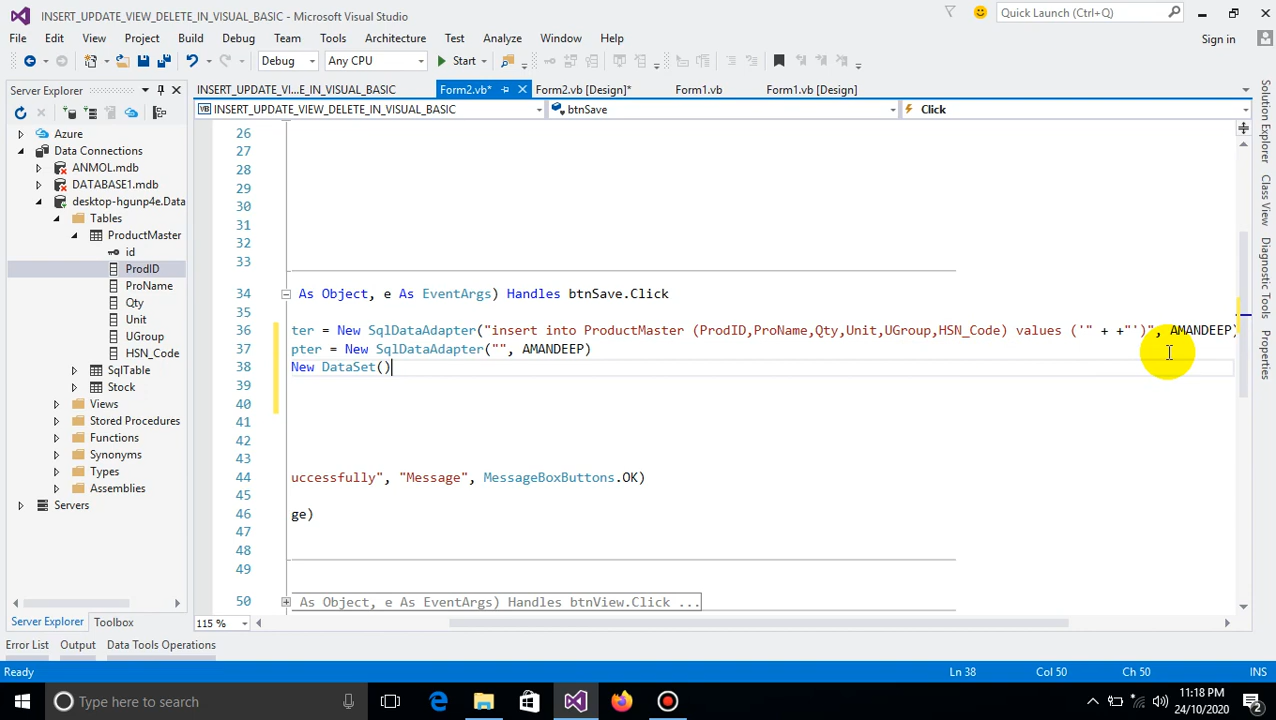 INSERT_UPDATE_VIEW_DELETE_IN_VISUAL_BASIC - Microsoft Visual Studio
Quick Launch (Ctrl+Q)
File Edit View Project Build Debug Team Tools Architecture Test Analyze Window Help
Sign in
Debug Any CPU Start
Server Explorer
INSERT_UPDATE_VI...E_IN_VISUAL_BASIC Form2.vb* Form2.vb [Design]* Form1.vb Form1.vb [Design]
INSERT_UPDATE_VIEW_DELETE_IN_VISUAL_BASIC btnSave Click
Azure
Data Connections
ANMOL.mdb
DATABASE1.mdb
desktop-hgunp4e.Data
Tables
ProductMaster
id
ProdID
ProName
Qty
Unit
UGroup
HSN_Code
SqlTable
Stock
Views
Stored Procedures
Functions
Synonyms
Types
Assemblies
Servers
26
27
28
29
30
31
32
33
34 As Object, e As EventArgs) Handles btnSave.Click
35
36 ter = New SqlDataAdapter("insert into ProductMaster (ProdID,ProName,Qty,Unit,UGroup,HSN_Code) values ('" + +"')", AMANDEEP)
37 pter = New SqlDataAdapter("", AMANDEEP)
38 New DataSet()
39
40
41
42
43
44 uccessfully", "Message", MessageBoxButtons.OK)
45
46 ge)
47
48
49
50 As Object, e As EventArgs) Handles btnView.Click ...
115 %
Solution Explorer
Class View
Diagnostic Tools
Properties
Server Explorer Toolbox
Error List Output Data Tools Operations
Ready Ln 38 Col 50 Ch 50 INS
Type here to search
11:18 PM
24/10/2020
2